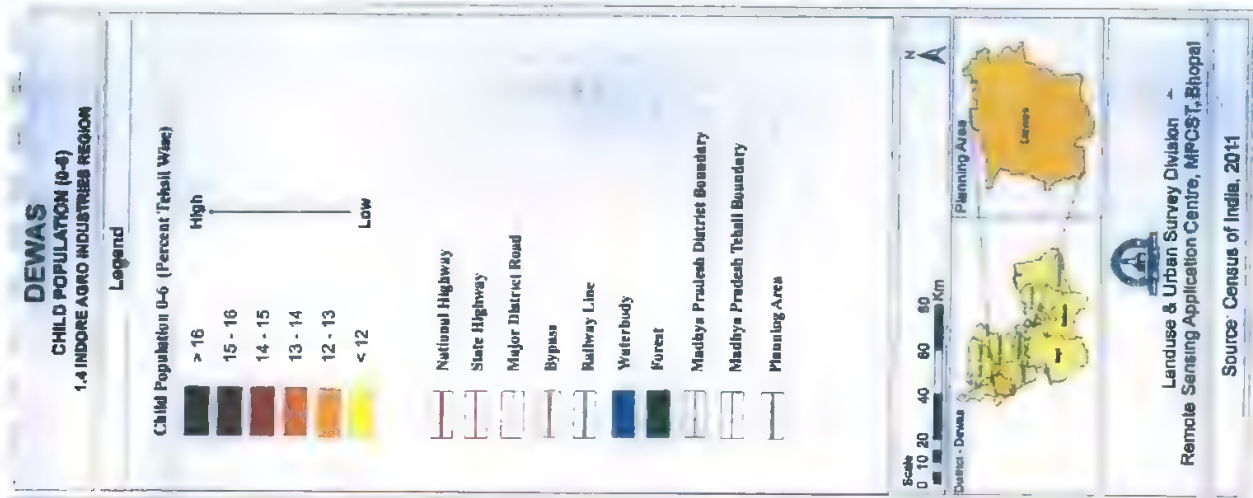 DEWAS
CHILD POPULATION (0-6)
1.4 INDORE AGRO INDUSTRIES REGION
Legend
Child Population 0-6 (Percent Tehsil Wise)
> 16
15 - 16
14 - 15
13 - 14
12 - 13
< 12
High
Low
National Highway
State Highway
Major District Road
Bypass
Railway Line
Waterbody
Forest
Madhya Pradesh District Boundary
Madhya Pradesh Tehsil Boundary
Planning Area
Scale
0 10 20 40 60 80
Km
N
District - Dewas
Planning Area
Dewas
Landuse & Urban Survey Division
Remote Sensing Application Centre, MPCST, Bhopal
Source: Census of India, 2011